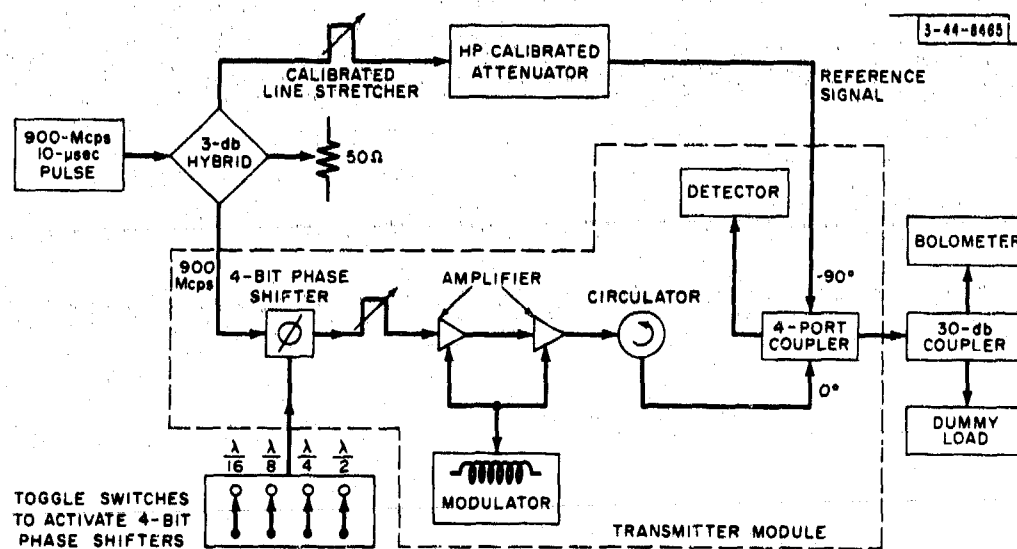 3-44-8465
CALIBRATED
LINE STRETCHER
HP CALIBRATED
ATTENUATOR
REFERENCE
SIGNAL
900-Mcps
10-μsec
PULSE
3-db
HYBRID
50Ω
DETECTOR
BOLOMETER
900
Mcps
4-BIT PHASE
SHIFTER
Ø
AMPLIFIER
CIRCULATOR
-90°
4-PORT
COUPLER
30-db
COUPLER
0°
DUMMY
LOAD
λ/16 λ/8 λ/4 λ/2
MODULATOR
TOGGLE SWITCHES
TO ACTIVATE 4-BIT
PHASE SHIFTERS
TRANSMITTER MODULE